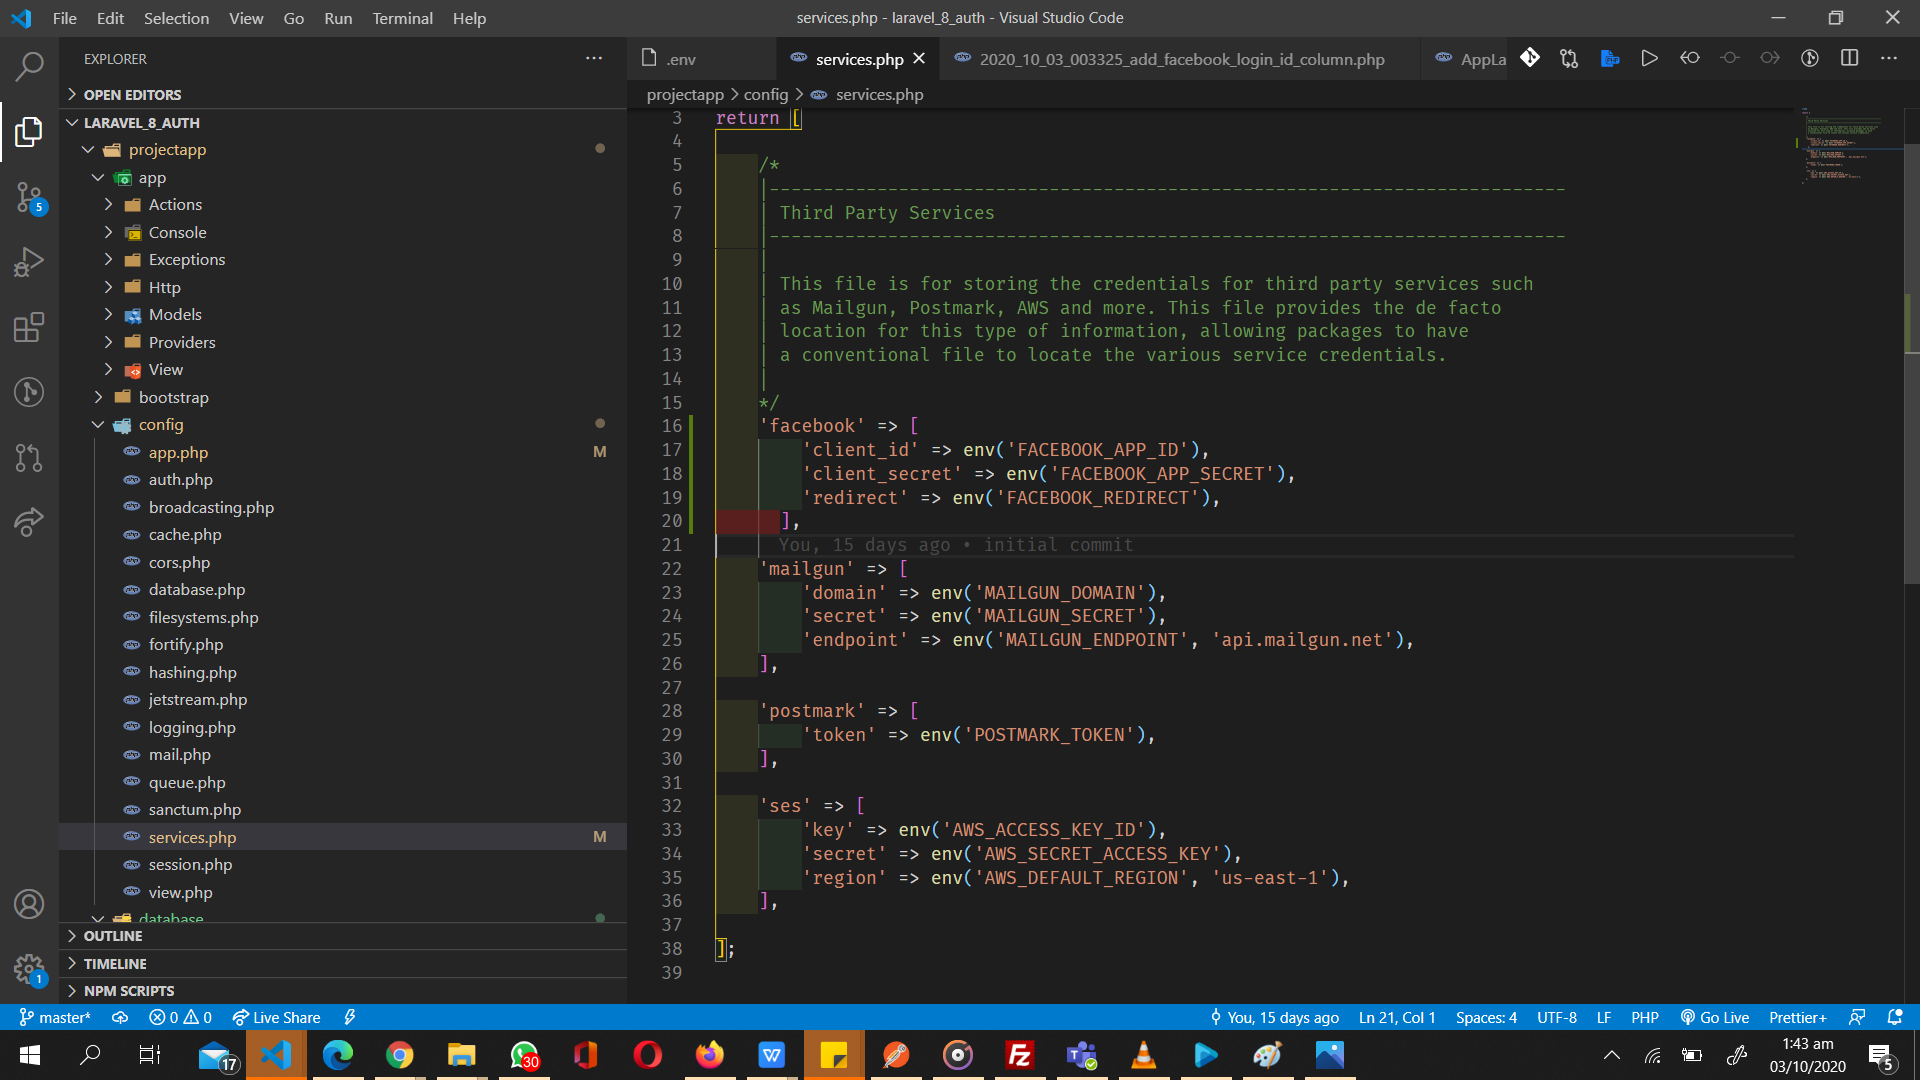 File Edit Selection View Go Run Terminal Help
services.php - laravel_8_auth - Visual Studio Code
EXPLORER
OPEN EDITORS
LARAVEL_8_AUTH
projectapp
app
Actions
Console
Exceptions
Http
Models
Providers
View
bootstrap
config
app.php M
auth.php
broadcasting.php
cache.php
cors.php
database.php
filesystems.php
fortify.php
hashing.php
jetstream.php
logging.php
mail.php
queue.php
sanctum.php
services.php M
session.php
view.php
database
OUTLINE
TIMELINE
NPM SCRIPTS
5
1
.env
services.php
2020_10_03_003325_add_facebook_login_id_column.php
AppLa
projectapp > config > services.php
3 return [
4
5 /*
6 |--------------------------------------------------------------------------
7 | Third Party Services
8 |--------------------------------------------------------------------------
9 |
10 | This file is for storing the credentials for third party services such
11 | as Mailgun, Postmark, AWS and more. This file provides the de facto
12 | location for this type of information, allowing packages to have
13 | a conventional file to locate the various service credentials.
14 |
15 */
16 'facebook' => [
17 'client_id' => env('FACEBOOK_APP_ID'),
18 'client_secret' => env('FACEBOOK_APP_SECRET'),
19 'redirect' => env('FACEBOOK_REDIRECT'),
20 ],
21 You, 15 days ago • initial commit
22 'mailgun' => [
23 'domain' => env('MAILGUN_DOMAIN'),
24 'secret' => env('MAILGUN_SECRET'),
25 'endpoint' => env('MAILGUN_ENDPOINT', 'api.mailgun.net'),
26 ],
27
28 'postmark' => [
29 'token' => env('POSTMARK_TOKEN'),
30 ],
31
32 'ses' => [
33 'key' => env('AWS_ACCESS_KEY_ID'),
34 'secret' => env('AWS_SECRET_ACCESS_KEY'),
35 'region' => env('AWS_DEFAULT_REGION', 'us-east-1'),
36 ],
37
38 ];
39
master* 0 0 Live Share
You, 15 days ago Ln 21, Col 1 Spaces: 4 UTF-8 LF PHP Go Live Prettier+
17
30
1:43 am
03/10/2020
5